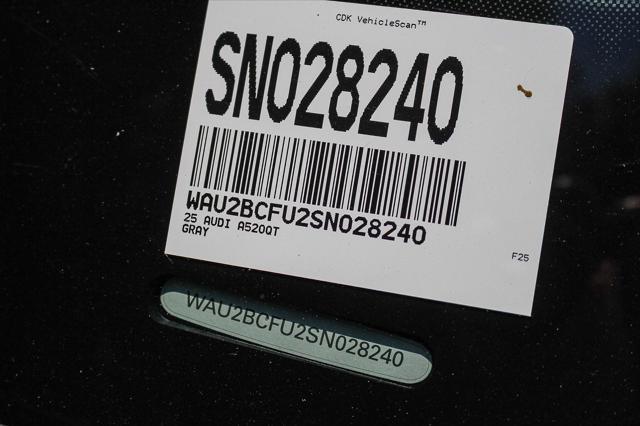 CDK VehicleScan™
SN028240
WAU2BCFU2SN028240
25 AUDI A520QT
GRAY
F25
WAU2BCFU2SN028240